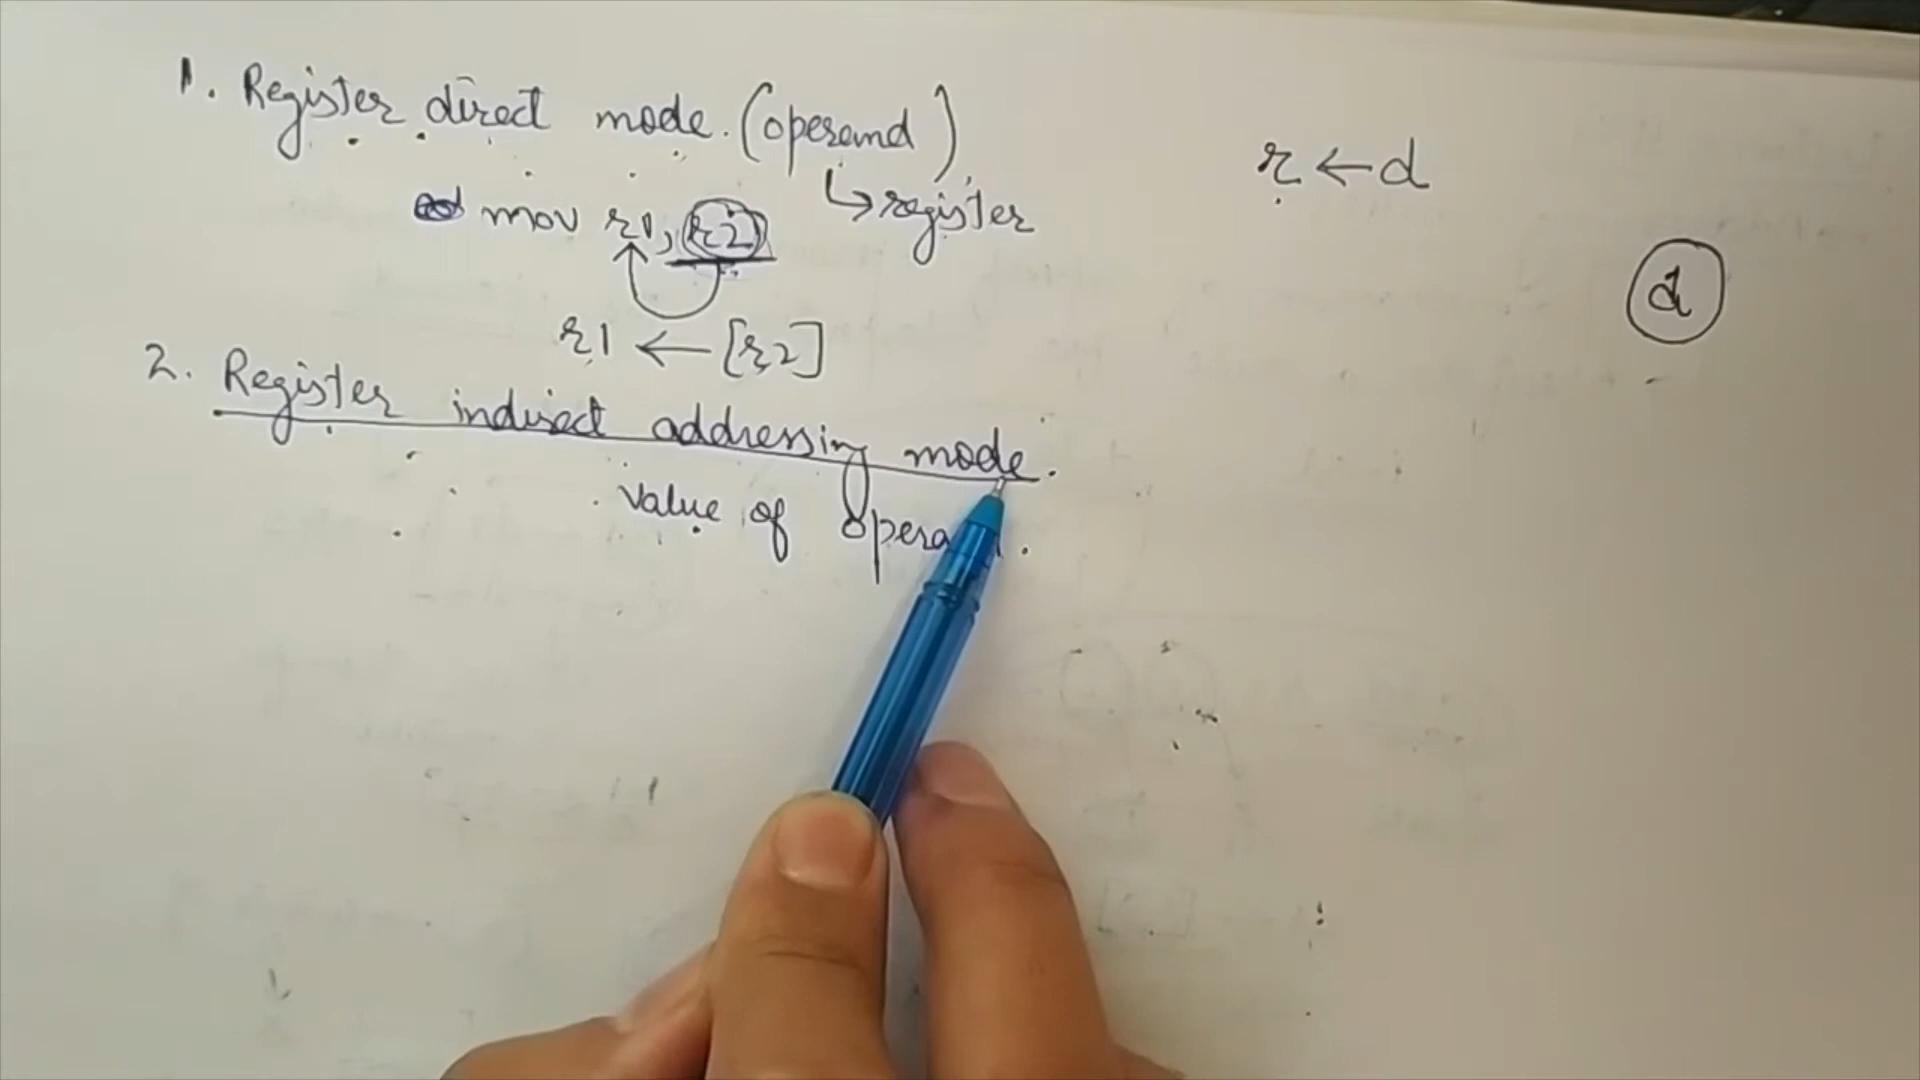 1. Register direct mode. (operand)
↳ register
r ← d
mov r1, r2
d
r1 ← [r2]
2. Register indirect addressing mode.
value of